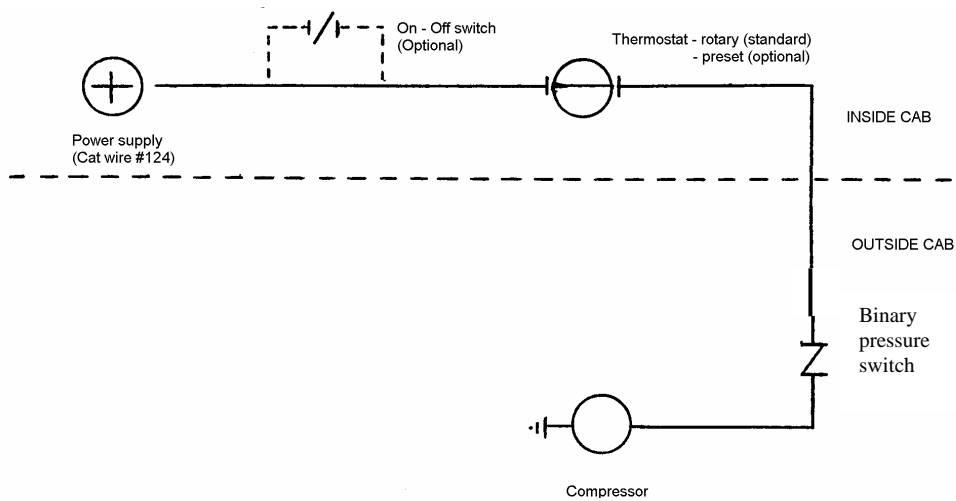 On - Off switch
(Optional)
Thermostat - rotary (standard)
- preset (optional)
Power supply
(Cat wire #124)
INSIDE CAB
OUTSIDE CAB
Binary
pressure
switch
Compressor